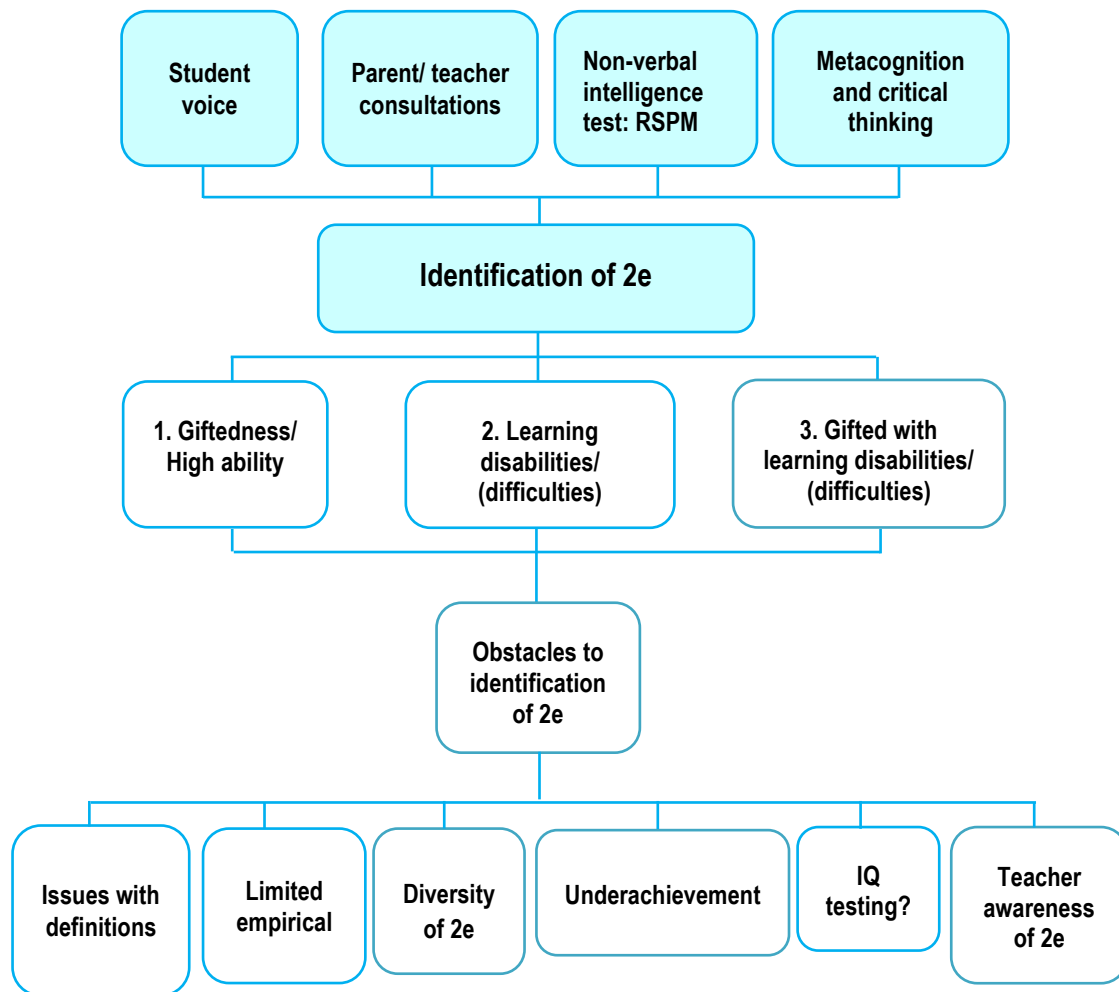 Student
voice
Parent/ teacher
consultations
Non-verbal
intelligence
test: RSPM
Metacognition
and critical
thinking
Identification of 2e
1. Giftedness/
High ability
2. Learning
disabilities/
(difficulties)
3. Gifted with
learning disabilities/
(difficulties)
Obstacles to
identification
of 2e
Issues with
definitions
Limited
empirical
Diversity
of 2e
Underachievement
IQ
testing?
Teacher
awareness
of 2e